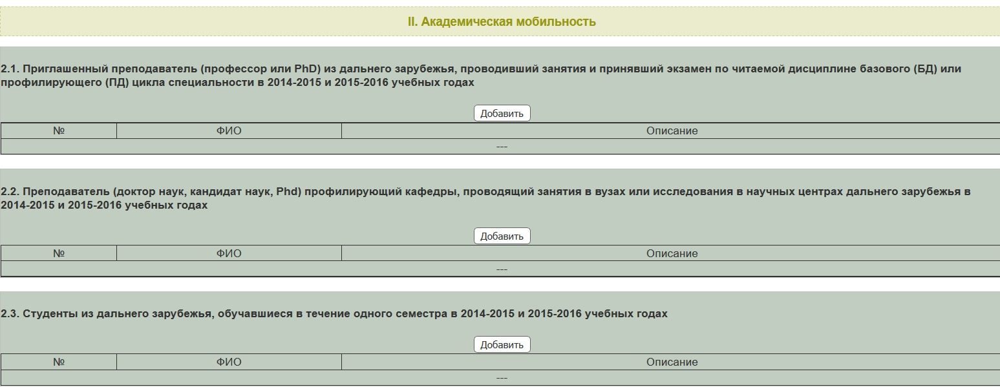 II. Академическая мобильность
2.1. Приглашенный преподаватель (профессор или PhD) из дальнего зарубежья, проводивший занятия и принявший экзамен по читаемой дисциплине базового (БД) или
профилирующего (ПД) цикла специальности в 2014-2015 и 2015-2016 учебных годах
Добавить
№ ФИО Описание
---
2.2. Преподаватель (доктор наук, кандидат наук, Phd) профилирующий кафедры, проводящий занятия в вузах или исследования в научных центрах дальнего зарубежья в
2014-2015 и 2015-2016 учебных годах
Добавить
№ ФИО Описание
---
2.3. Студенты из дальнего зарубежья, обучавшиеся в течение одного семестра в 2014-2015 и 2015-2016 учебных годах
Добавить
№ ФИО Описание
---